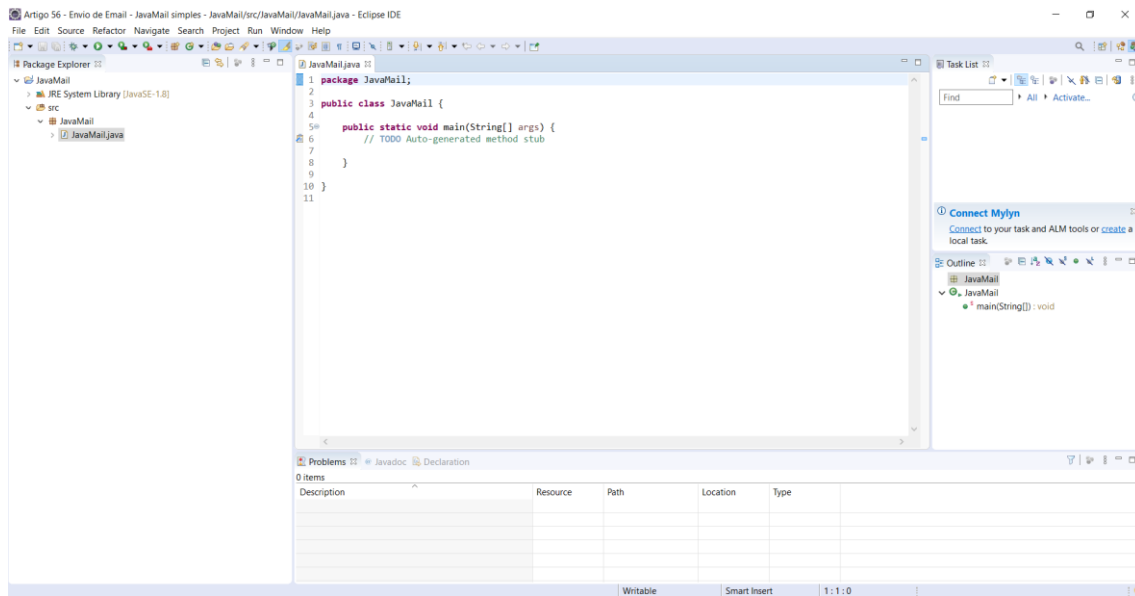 Artigo 56 - Envio de Email - JavaMail simples - JavaMail/src/JavaMail/JavaMail.java - Eclipse IDE
File Edit Source Refactor Navigate Search Project Run Window Help
Package Explorer
JavaMail
JRE System Library [JavaSE-1.8]
src
JavaMail
JavaMail.java
JavaMail.java
1 package JavaMail;
2
3 public class JavaMail {
4
5 public static void main(String[] args) {
6 // TODO Auto-generated method stub
7
8 }
9
10 }
11
Task List
Find All Activate...
Connect Mylyn
Connect to your task and ALM tools or create a
local task.
Outline
JavaMail
JavaMail
main(String[]) : void
Problems Javadoc Declaration
0 items
Description Resource Path Location Type
Writable Smart Insert 1 : 1 : 0